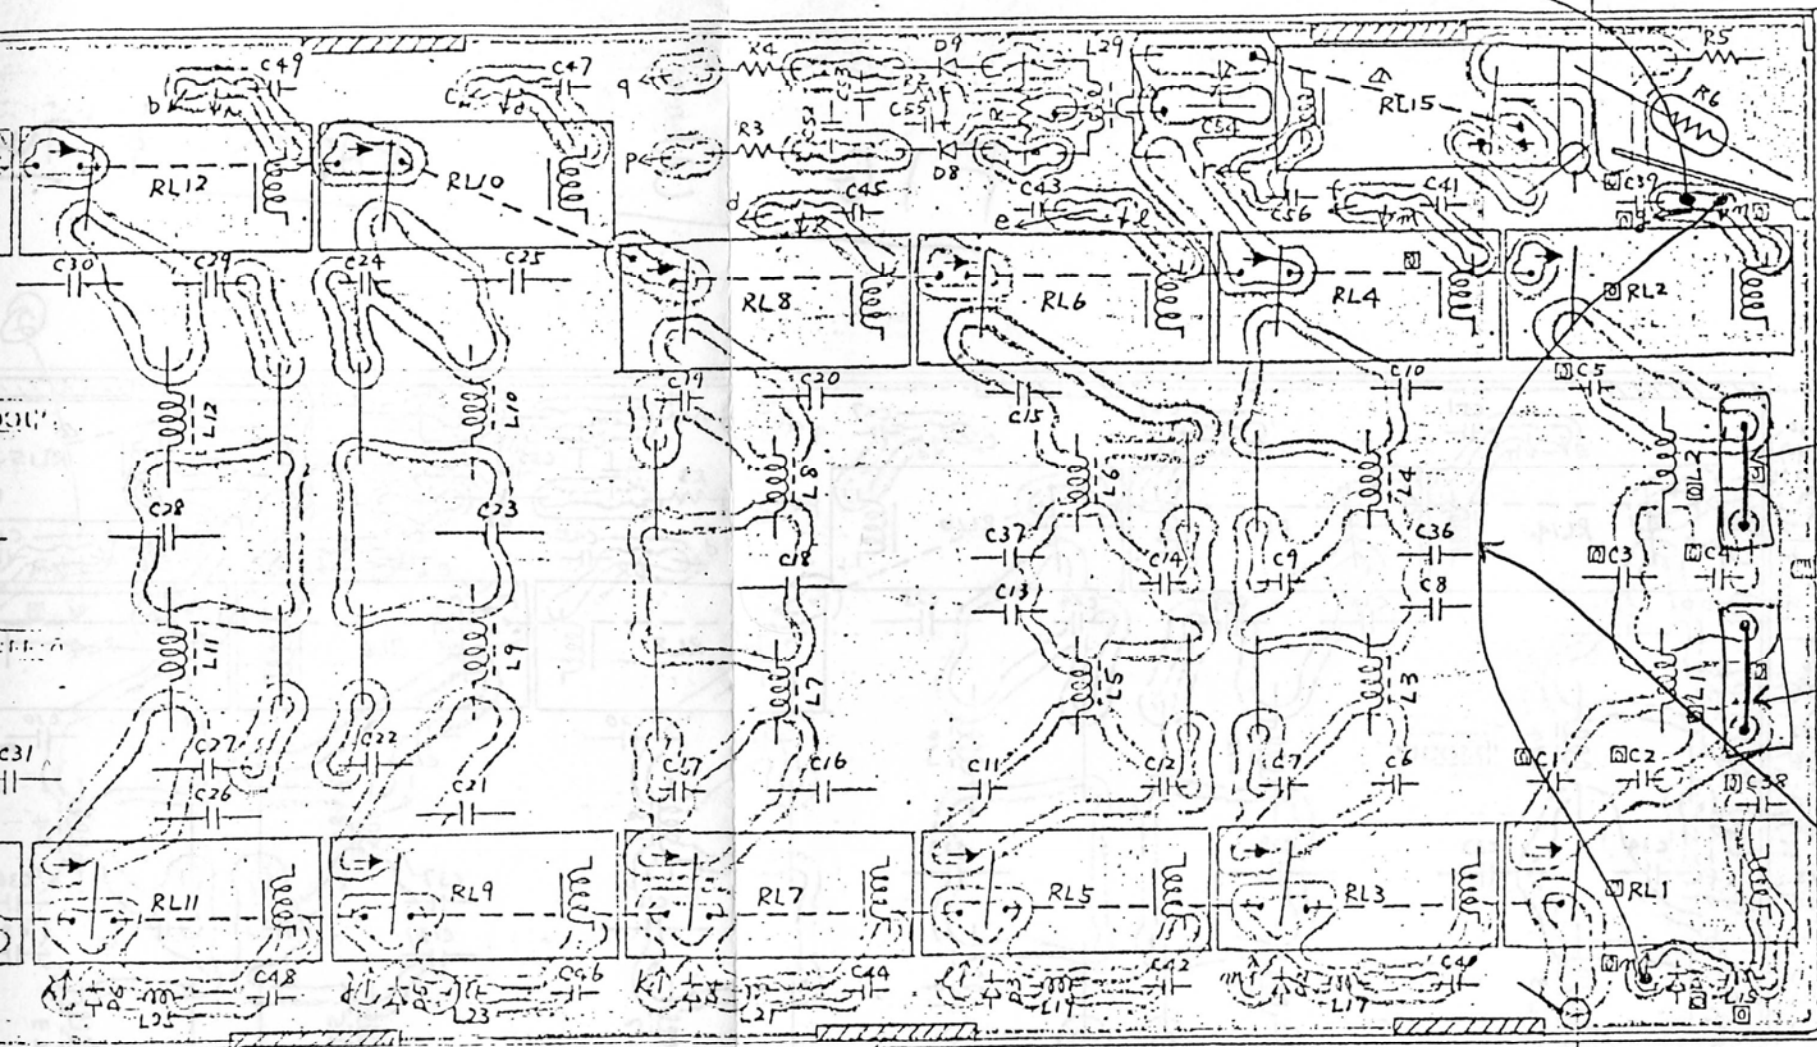 R4 D9 L29 R5
C49 C47 q C53 R6
b C C55 C54 RL15
R3 C52
P D8
RL12 RL10 d C45 C43 C56 C41 C39
e l m
C30 C29 C24 C25 RL8 RL6 RL4 RL2
C19 C20 C15 C10 C5
L12 L10 L8 L6 L4 L2
C28 C23 C37 C36
C18 C14 C9 C3 C4
C13 C8
L11 L9 L7 L5 L3 L1
C31 C27 C22 C17 C16 C11 C12 C7 C6 C1 C2 C38
C26 C21
RL11 RL9 RL7 RL5 RL3 RL1
C48 C46 C44 C42 C40
L25 L23 L21 L19 L17 L15